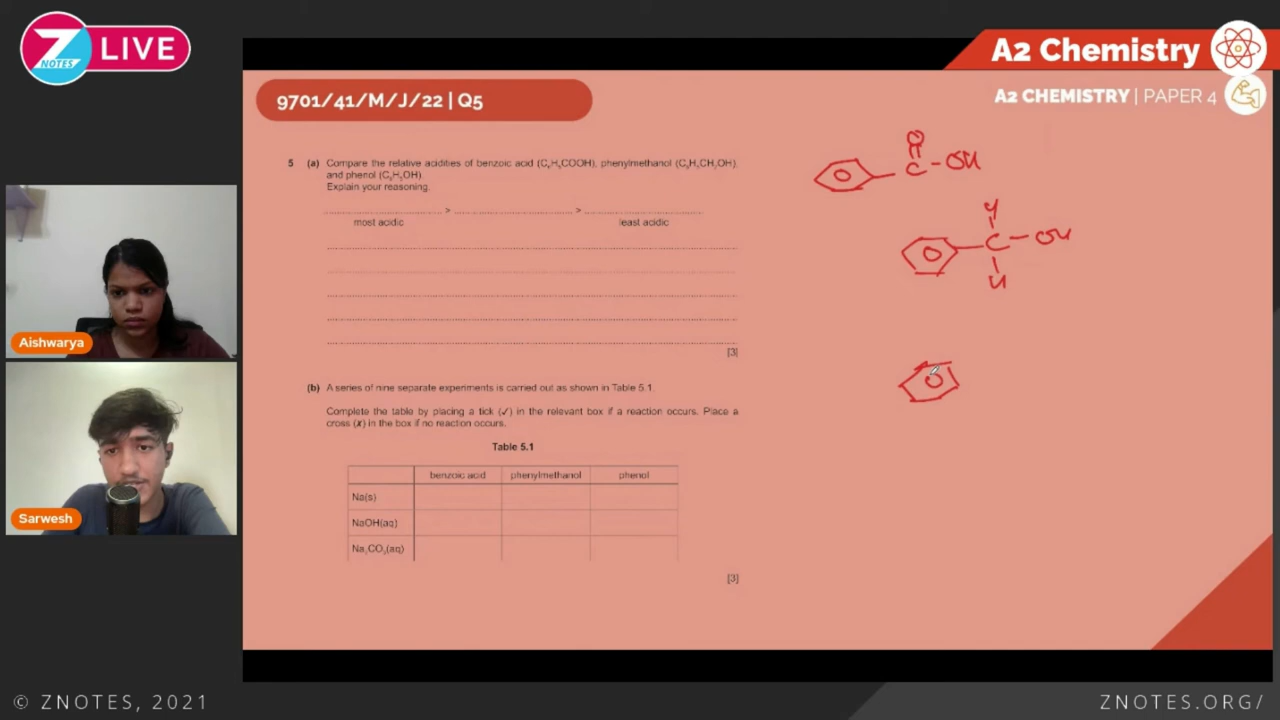 Z NOTES LIVE
A2 Chemistry
A2 CHEMISTRY | PAPER 4
9701/41/M/J/22 | Q5
5 (a) Compare the relative acidities of benzoic acid (C₆H₅COOH), phenylmethanol (C₆H₅CH₂OH),
and phenol (C₆H₅OH).
Explain your reasoning.
.......................................... > .......................................... > ..........................................
most acidic least acidic
[3]
(b) A series of nine separate experiments is carried out as shown in Table 5.1.
Complete the table by placing a tick (✓) in the relevant box if a reaction occurs. Place a
cross (✗) in the box if no reaction occurs.
Table 5.1
benzoic acid phenylmethanol phenol
Na(s)
NaOH(aq)
Na₂CO₃(aq)
[3]
O
C - OH
H
C - OH
H
Aishwarya
Sarwesh
© ZNOTES, 2021
ZNOTES.ORG/